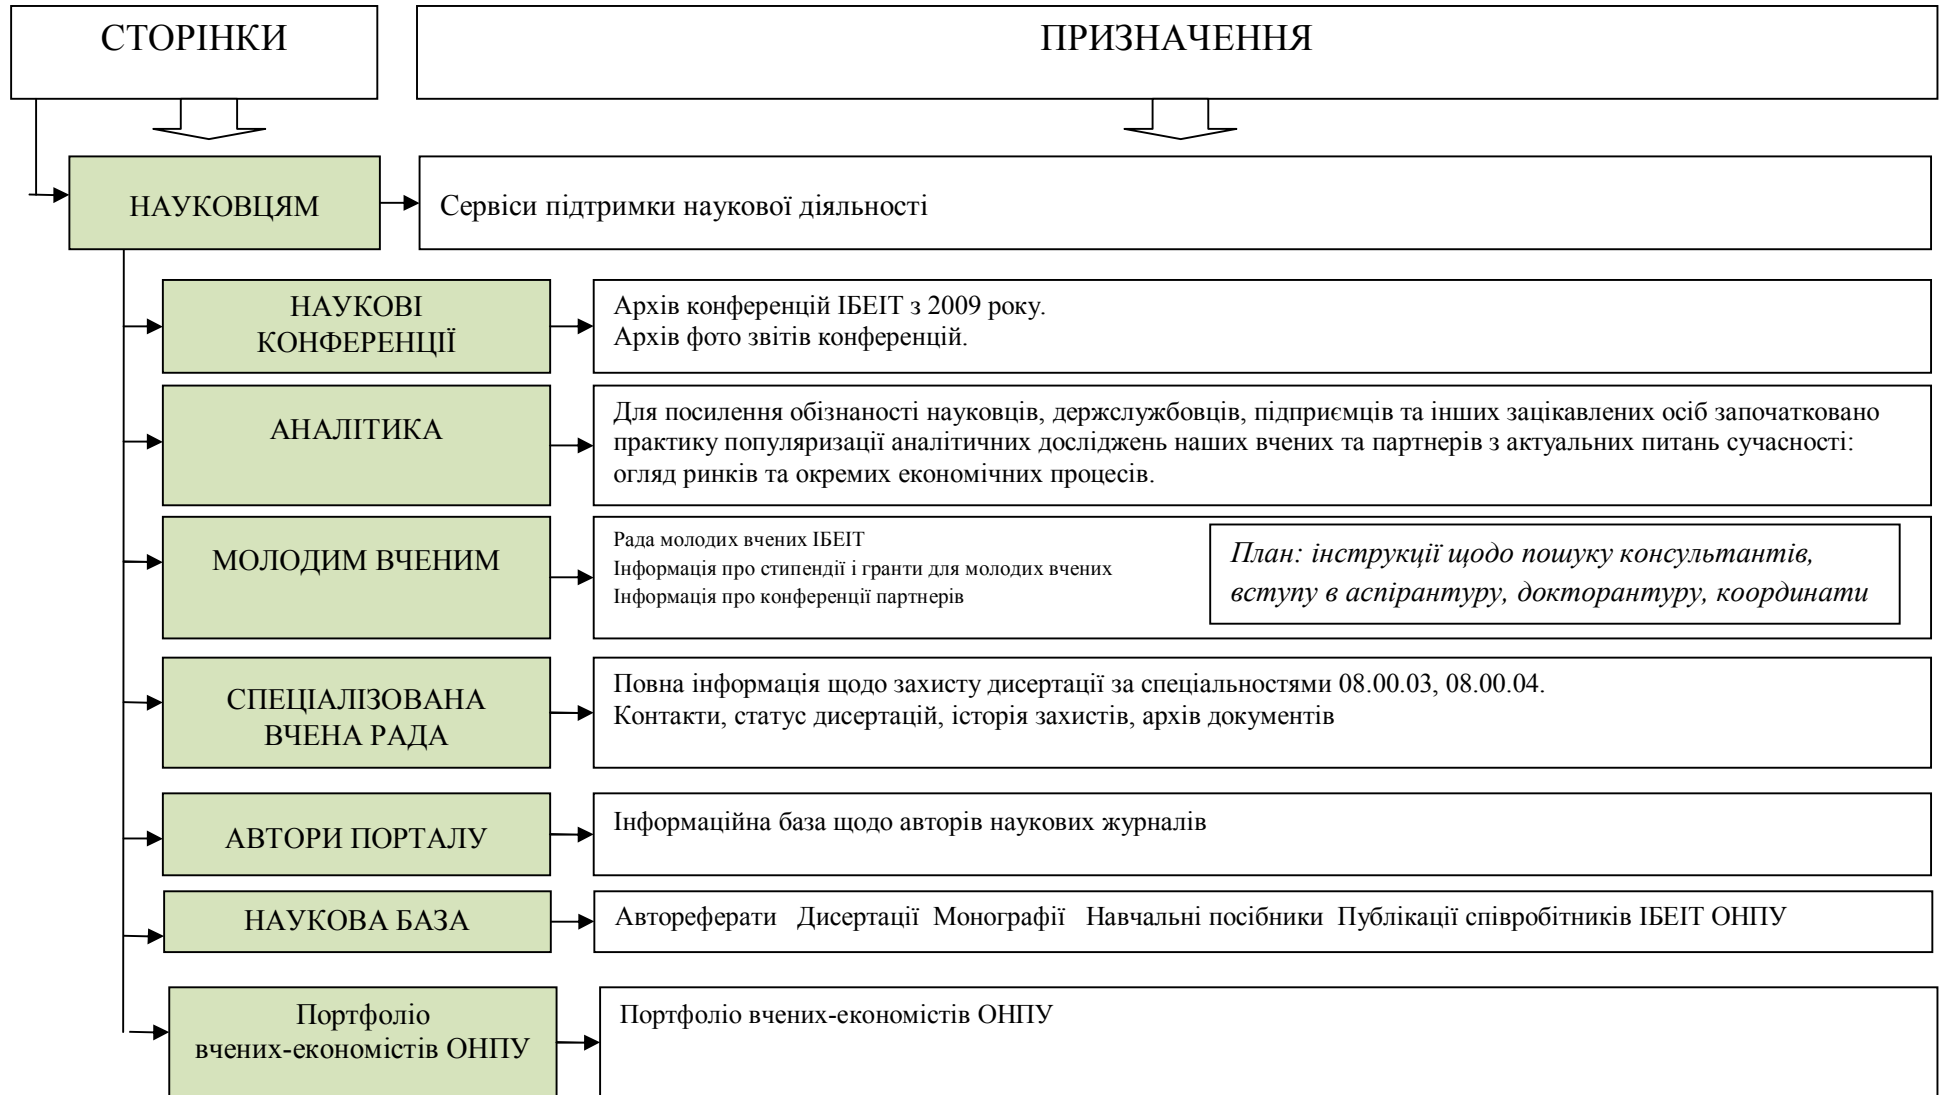 СТОРІНКИ
ПРИЗНАЧЕННЯ
НАУКОВЦЯМ
Сервіси підтримки наукової діяльності
НАУКОВІ
КОНФЕРЕНЦІЇ
Архів конференцій ІБЕІТ з 2009 року.
Архів фото звітів конференцій.
АНАЛІТИКА
Для посилення обізнаності науковців, держслужбовців, підприємців та інших зацікавлених осіб започатковано
практику популяризації аналітичних досліджень наших вчених та партнерів з актуальних питань сучасності:
огляд ринків та окремих економічних процесів.
МОЛОДИМ ВЧЕНИМ
Рада молодих вчених ІБЕІТ
Інформація про стипендії і гранти для молодих вчених
Інформація про конференції партнерів
План: інструкції щодо пошуку консультантів,
вступу в аспірантуру, докторантуру, координати
СПЕЦІАЛІЗОВАНА
ВЧЕНА РАДА
Повна інформація щодо захисту дисертації за спеціальностями 08.00.03, 08.00.04.
Контакти, статус дисертацій, історія захистів, архів документів
АВТОРИ ПОРТАЛУ
Інформаційна база щодо авторів наукових журналів
НАУКОВА БАЗА
Автореферати Дисертації Монографії Навчальні посібники Публікації співробітників ІБЕІТ ОНПУ
Портфоліо
вчених-економістів ОНПУ
Портфоліо вчених-економістів ОНПУ